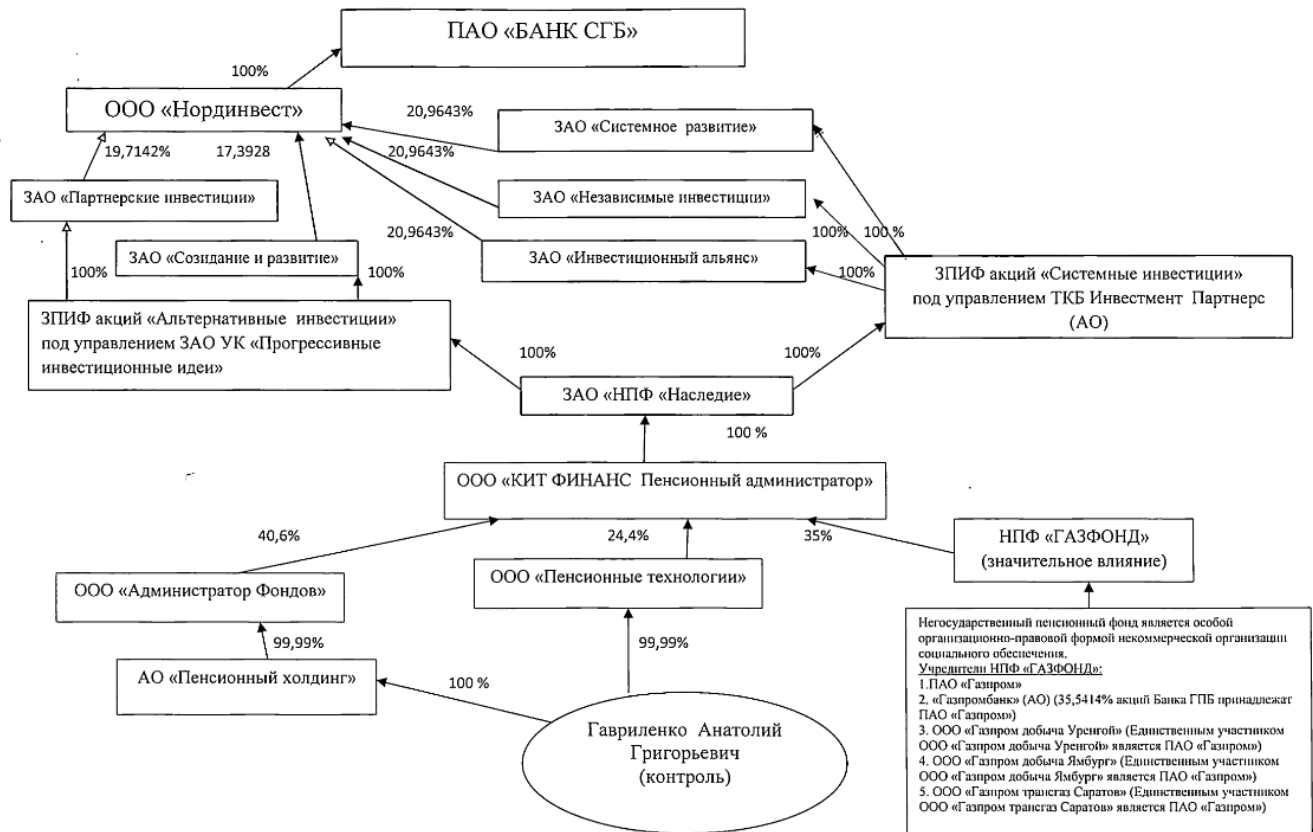 ПАО «БАНК СГБ»
100%
ООО «Нординвест»
20,9643%
ЗАО «Системное развитие»
19,7142%
17,3928
20,9643%
ЗАО «Партнерские инвестиции»
ЗАО «Независимые инвестиции»
20,9643%
100%
100 %
ЗАО «Созидание и развитие»
ЗАО «Инвестиционный альянс»
100%
100%
100%
ЗПИФ акций «Системные инвестиции»
под управлением ТКБ Инвестмент Партнерс
(АО)
ЗПИФ акций «Альтернативные инвестиции»
под управлением ЗАО УК «Прогрессивные
инвестиционные идеи»
100%
100%
ЗАО «НПФ «Наследие»
100 %
ООО «КИТ ФИНАНС Пенсионный администратор»
40,6%
24,4%
35%
НПФ «ГАЗФОНД»
(значительное влияние)
ООО «Администратор Фондов»
ООО «Пенсионные технологии»
99,99%
99,99%
АО «Пенсионный холдинг»
100 %
Гавриленко Анатолий
Григорьевич
(контроль)
Негосударственный пенсионный фонд является особой
организационно-правовой формой некоммерческой организации
социального обеспечения.
Учредители НПФ «ГАЗФОНД»:
1.ПАО «Газпром»
2. «Газпромбанк» (АО) (35,5414% акций Банка ГПБ принадлежат
ПАО «Газпром»)
3. ООО «Газпром добыча Уренгой» (Единственным участником
ООО «Газпром добыча Уренгой» является ПАО «Газпром»)
4. ООО «Газпром добыча Ямбург» (Единственным участником
ООО «Газпром добыча Ямбург» является ПАО «Газпром»)
5. ООО «Газпром трансгаз Саратов» (Единственным участником
ООО «Газпром трансгаз Саратов» является ПАО «Газпром»)